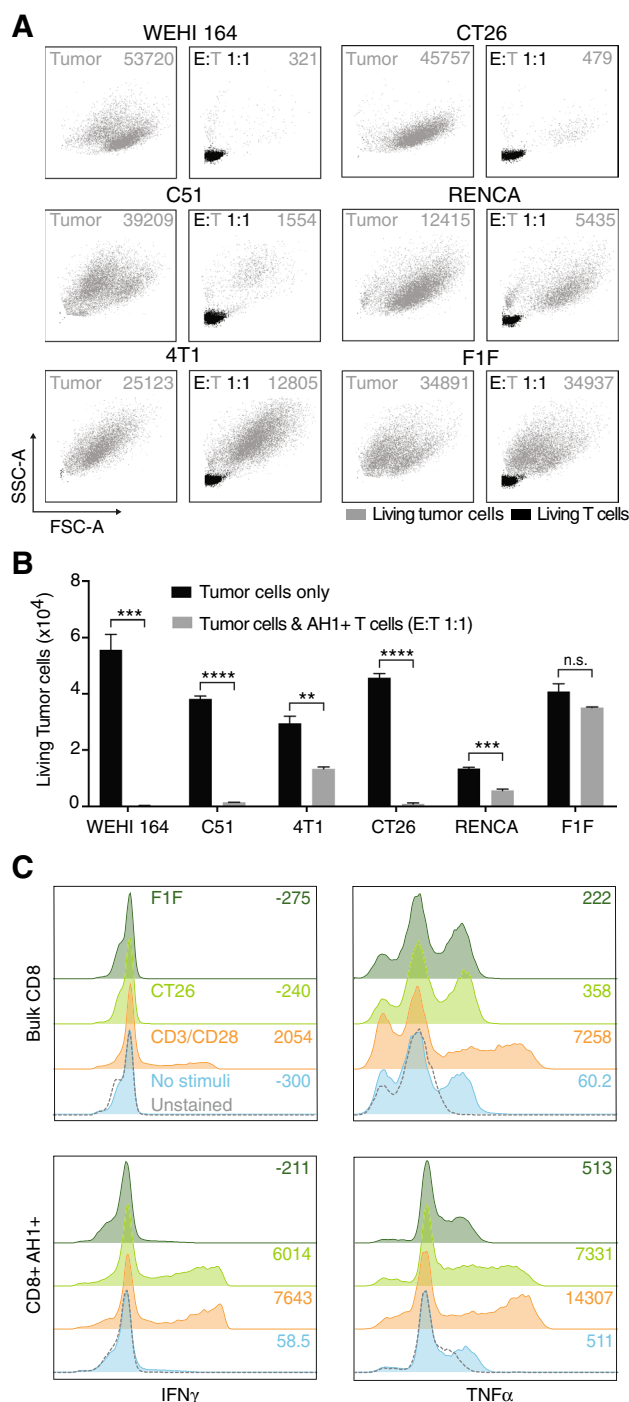 A
WEHI 164
CT26
Tumor 53720
E:T 1:1 321
Tumor 45757
E:T 1:1 479
C51
RENCA
Tumor 39209
E:T 1:1 1554
Tumor 12415
E:T 1:1 5435
4T1
F1F
Tumor 25123
E:T 1:1 12805
Tumor 34891
E:T 1:1 34937
SSC-A
FSC-A
Living tumor cells
Living T cells
B
Living Tumor cells (x10⁴)
8
6
4
2
0
Tumor cells only
Tumor cells & AH1+ T cells (E:T 1:1)
***
****
**
****
***
n.s.
WEHI 164
C51
4T1
CT26
RENCA
F1F
C
Bulk CD8
F1F -275
CT26 -240
CD3/CD28 2054
No stimuli -300
Unstained
222
358
7258
60.2
CD8+ AH1+
-211
6014
7643
58.5
513
7331
14307
511
IFNγ
TNFα